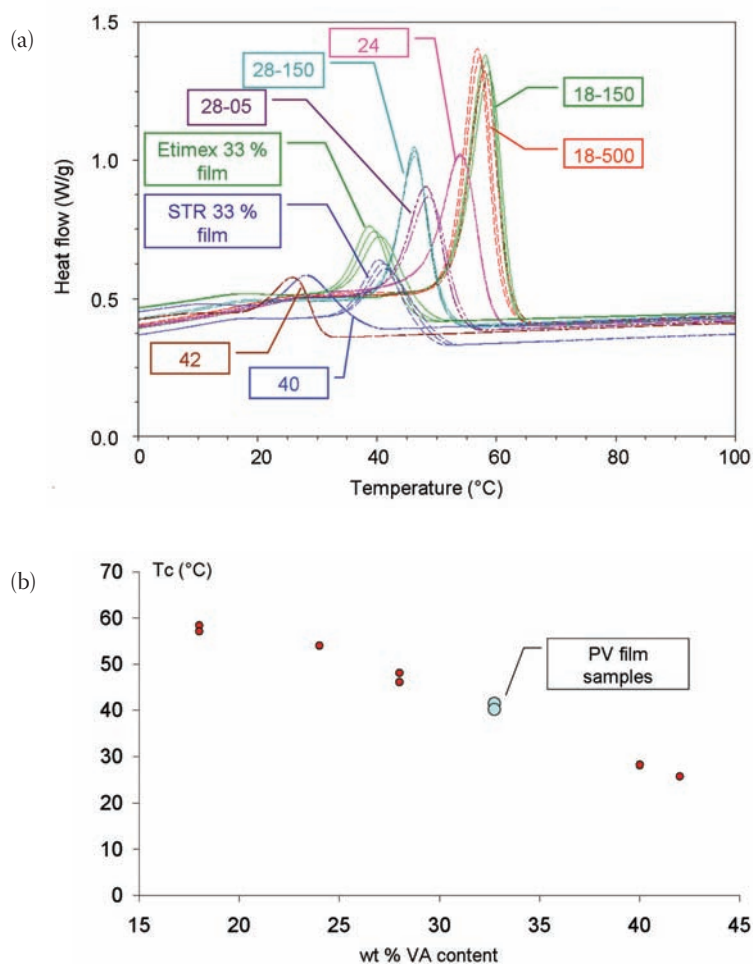 (a)
1.5
1.0
0.5
0.0
Heat flow (W/g)
24
28-150
28-05
Etimex 33 %
film
STR 33 %
film
18-150
18-500
42
40
0
20
40
60
80
100
Temperature (°C)
(b)
Tc (°C)
70
60
50
40
30
20
10
0
PV film
samples
15
20
25
30
35
40
45
wt % VA content